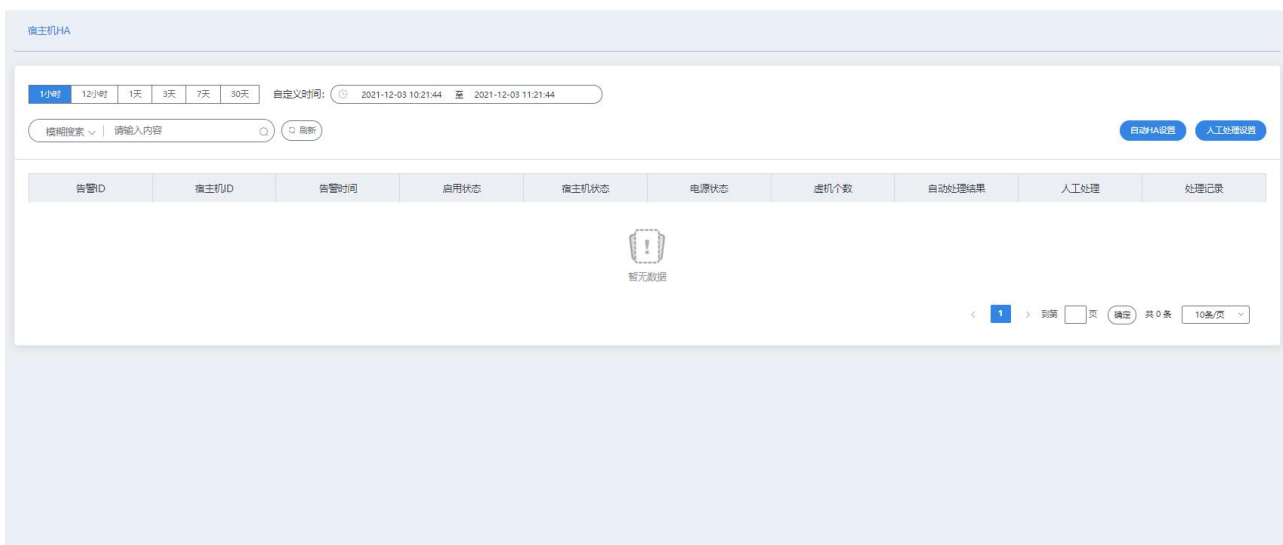 宿主机HA
1小时 12小时 1天 3天 7天 30天 自定义时间: 2021-12-03 10:21:44 至 2021-12-03 11:21:44
模糊搜索 请输入内容 刷新 自动HA设置 人工处理设置
告警ID 宿主机ID 告警时间 启用状态 宿主机状态 电源状态 虚机个数 自动处理结果 人工处理 处理记录
暂无数据
1 到第 页 确定 共 0 条 10条/页